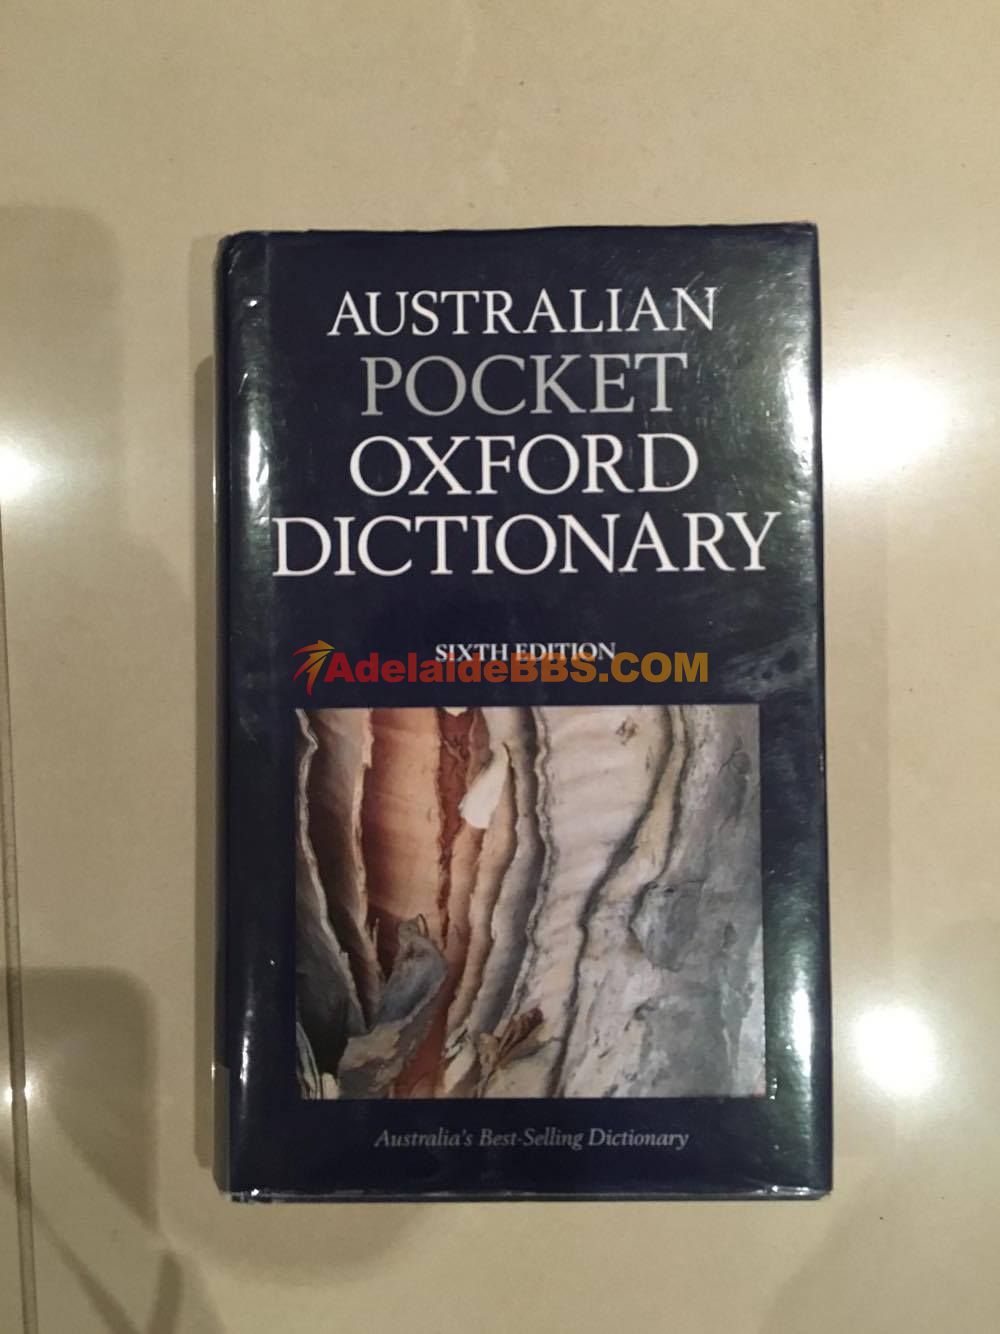 AUSTRALIAN
POCKET
OXFORD
DICTIONARY
SIXTH EDITION
AdelaideBBS.COM
Australia's Best-Selling Dictionary